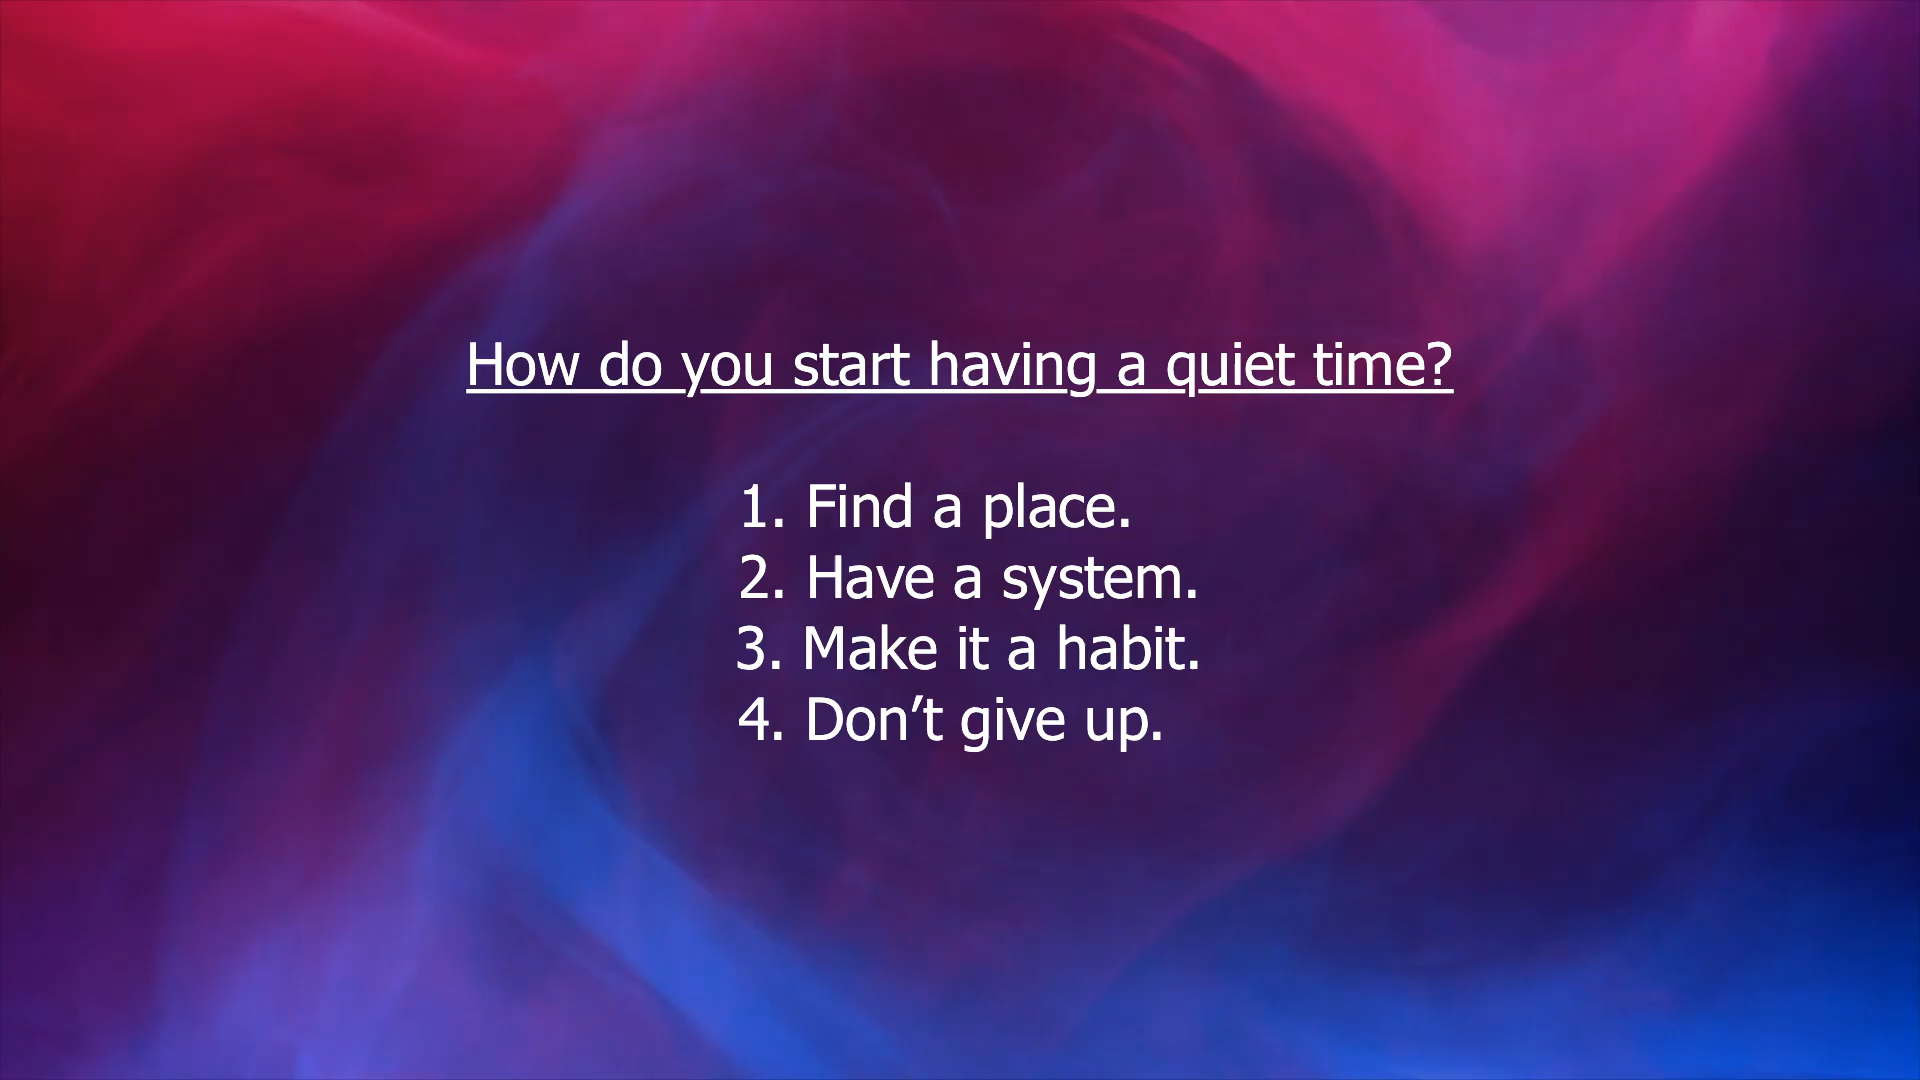 How do you start having a quiet time?
1. Find a place.
2. Have a system.
3. Make it a habit.
4. Don’t give up.